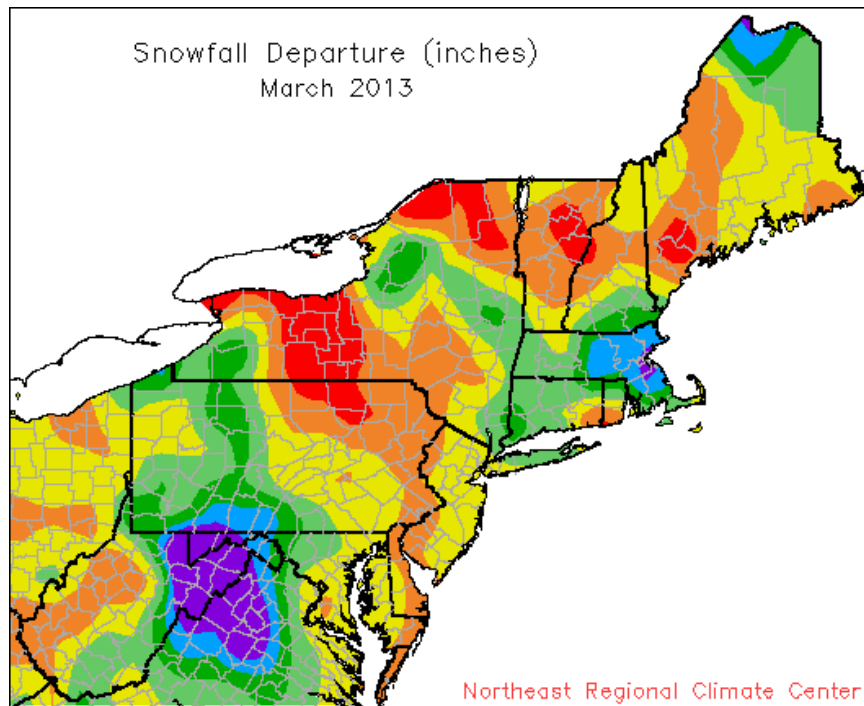 Snowfall Departure (inches)
March 2013
Northeast Regional Climate Center